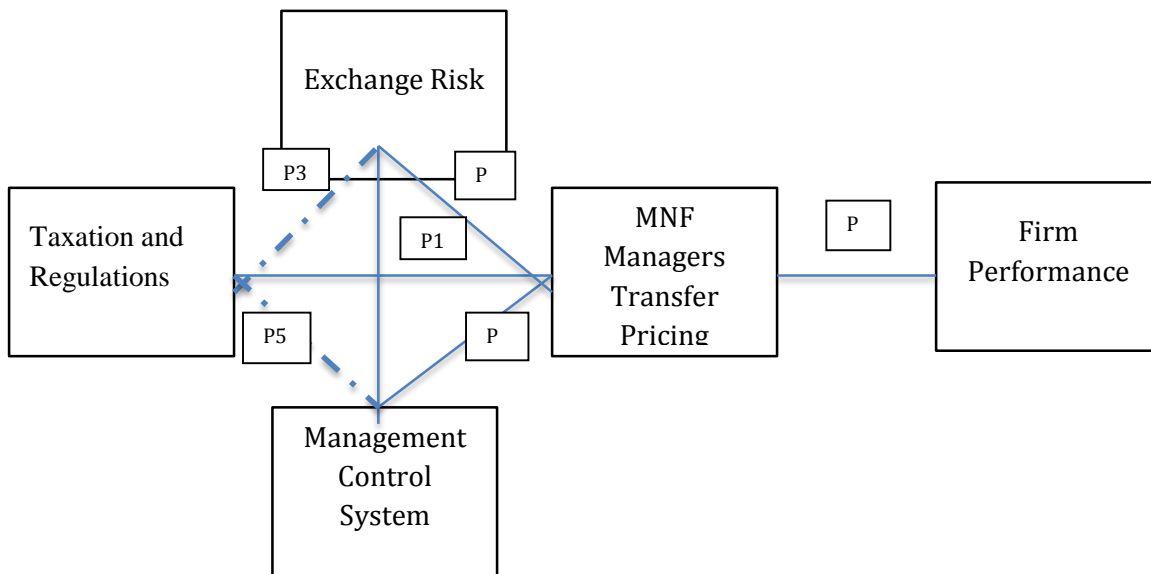 Exchange Risk
P3
P
Taxation and
Regulations
P1
MNF
Managers
Transfer
Pricing
P
Firm
Performance
P5
P
Management
Control
System